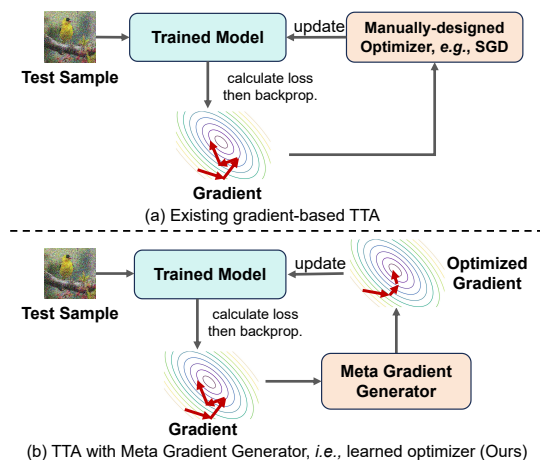 Test Sample
Trained Model
update
Manually-designed
Optimizer, e.g., SGD
calculate loss
then backprop.
Gradient
(a) Existing gradient-based TTA
Test Sample
Trained Model
update
Optimized
Gradient
calculate loss
then backprop.
Gradient
Meta Gradient
Generator
(b) TTA with Meta Gradient Generator, i.e., learned optimizer (Ours)